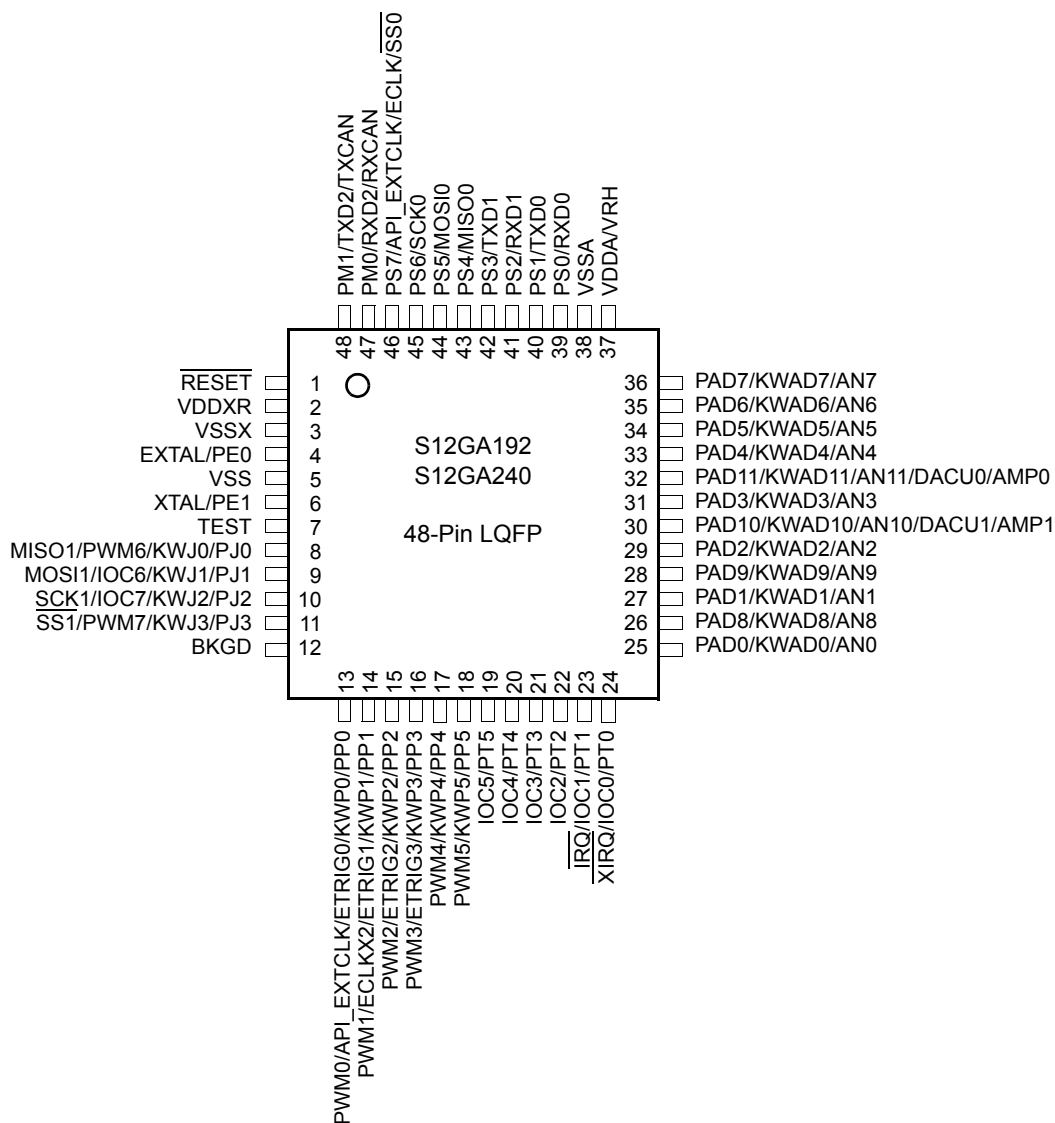 PM1/TXD2/TXCAN
PM0/RXD2/RXCAN
PS7/API_EXTCLK/ECLK/SS0
PS6/SCK0
PS5/MOSI0
PS4/MISO0
PS3/TXD1
PS2/RXD1
PS1/TXD0
PS0/RXD0
VSSA
VDDA/VRH
48
47
46
45
44
43
42
41
40
39
38
37
RESET 1
VDDXR 2
VSSX 3
EXTAL/PE0 4
VSS 5
XTAL/PE1 6
TEST 7
MISO1/PWM6/KWJ0/PJ0 8
MOSI1/IOC6/KWJ1/PJ1 9
SCK1/IOC7/KWJ2/PJ2 10
SS1/PWM7/KWJ3/PJ3 11
BKGD 12
S12GA192
S12GA240
48-Pin LQFP
36 PAD7/KWAD7/AN7
35 PAD6/KWAD6/AN6
34 PAD5/KWAD5/AN5
33 PAD4/KWAD4/AN4
32 PAD11/KWAD11/AN11/DACU0/AMP0
31 PAD3/KWAD3/AN3
30 PAD10/KWAD10/AN10/DACU1/AMP1
29 PAD2/KWAD2/AN2
28 PAD9/KWAD9/AN9
27 PAD1/KWAD1/AN1
26 PAD8/KWAD8/AN8
25 PAD0/KWAD0/AN0
13
14
15
16
17
18
19
20
21
22
23
24
PWM0/API_EXTCLK/ETRIG0/KWP0/PP0
PWM1/ECLKX2/ETRIG1/KWP1/PP1
PWM2/ETRIG2/KWP2/PP2
PWM3/ETRIG3/KWP3/PP3
PWM4/KWP4/PP4
PWM5/KWP5/PP5
IOC5/PT5
IOC4/PT4
IOC3/PT3
IOC2/PT2
IRQ/IOC1/PT1
XIRQ/IOC0/PT0